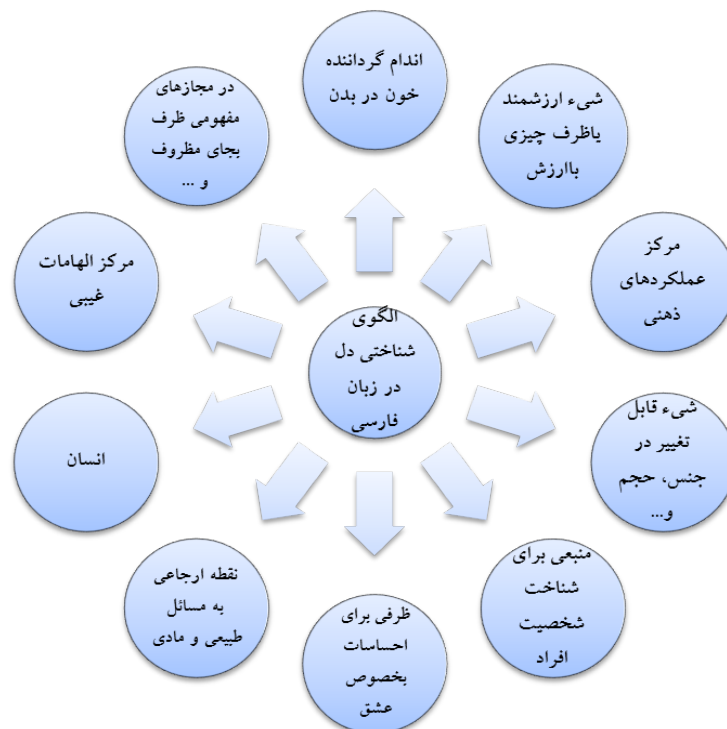 الگوی
شناختی دل
در زبان
فارسی
اندام گرداننده
خون در بدن
شیء ارزشمند
یاظرف چیزی
باارزش
مرکز
عملکردهای
ذهنی
شیء قابل
تغییر در
جنس، حجم
و...
منبعی برای
شناخت
شخصیت
افراد
ظرفی برای
احساسات
بخصوص
عشق
نقطه ارجاعی
به مسائل
طبیعی و مادی
انسان
مرکز الهامات
غیبی
در مجازهای
مفهومی ظرف
بجای مظروف
و ...